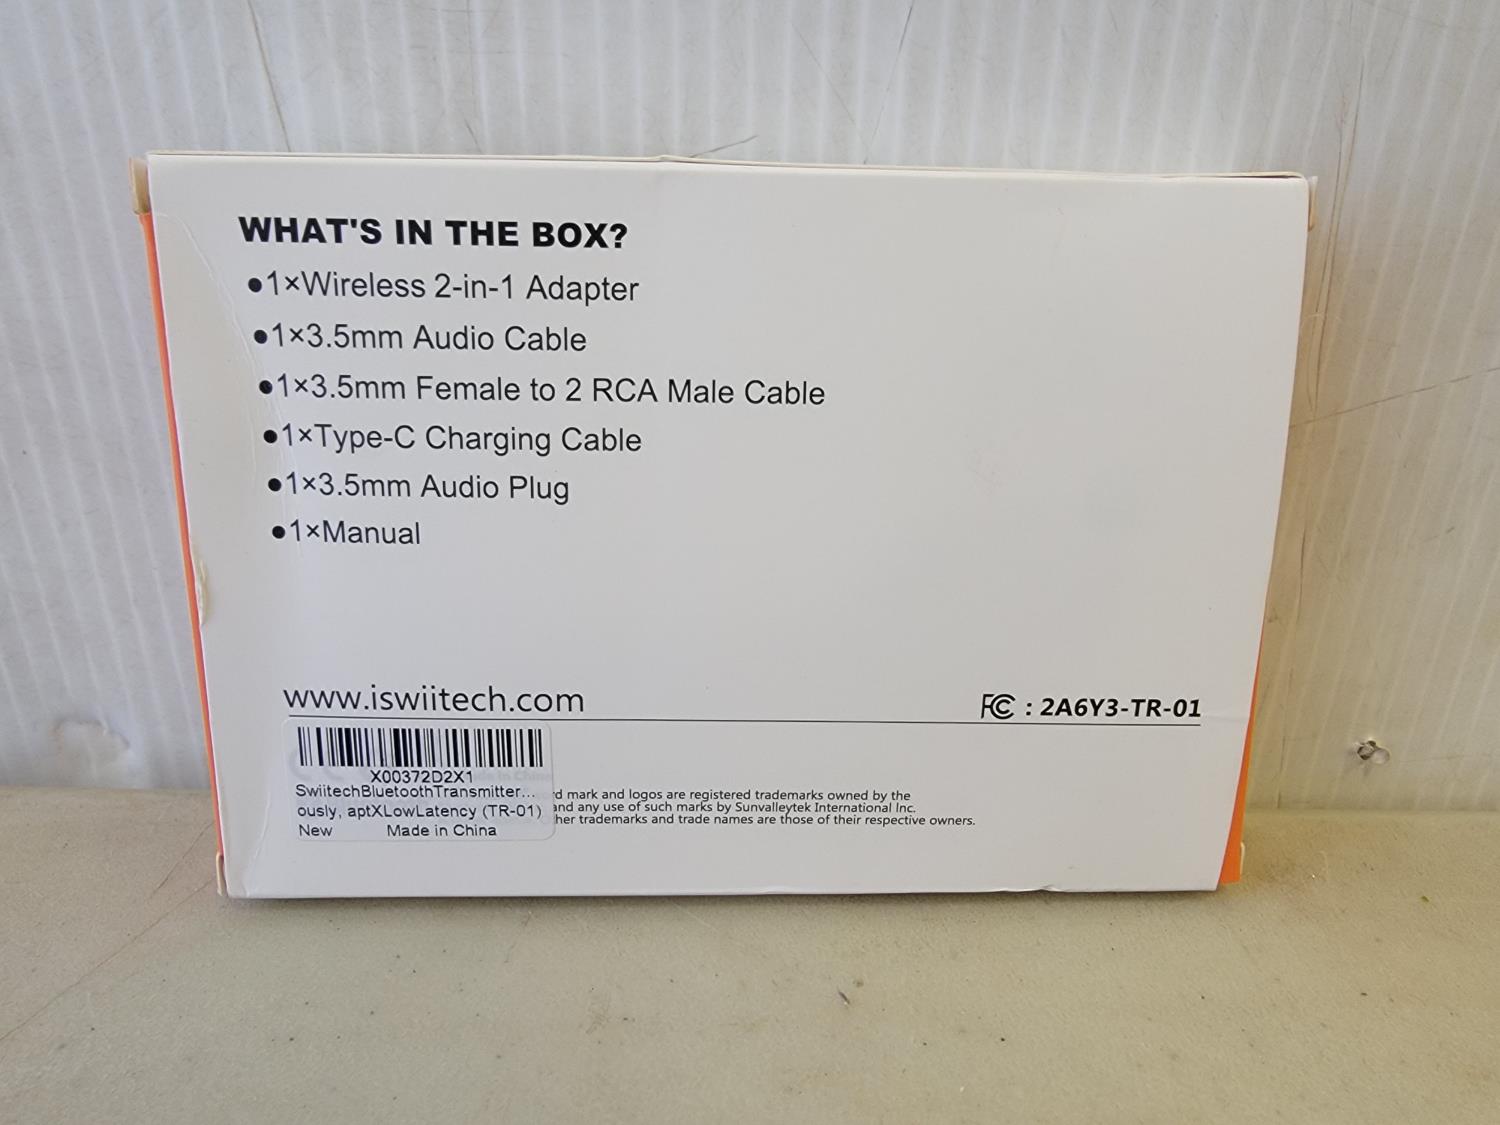 WHAT'S IN THE BOX?
●1×Wireless 2-in-1 Adapter
●1×3.5mm Audio Cable
●1×3.5mm Female to 2 RCA Male Cable
●1×Type-C Charging Cable
●1×3.5mm Audio Plug
●1×Manual
www.iswiitech.com
FC : 2A6Y3-TR-01
X00372D2X1
SwiitechBluetoothTransmitter...
ously, aptXLowLatency (TR-01)
New Made in China
mark and logos are registered trademarks owned by the
and any use of such marks by Sunvalleytek International Inc.
trademarks and trade names are those of their respective owners.